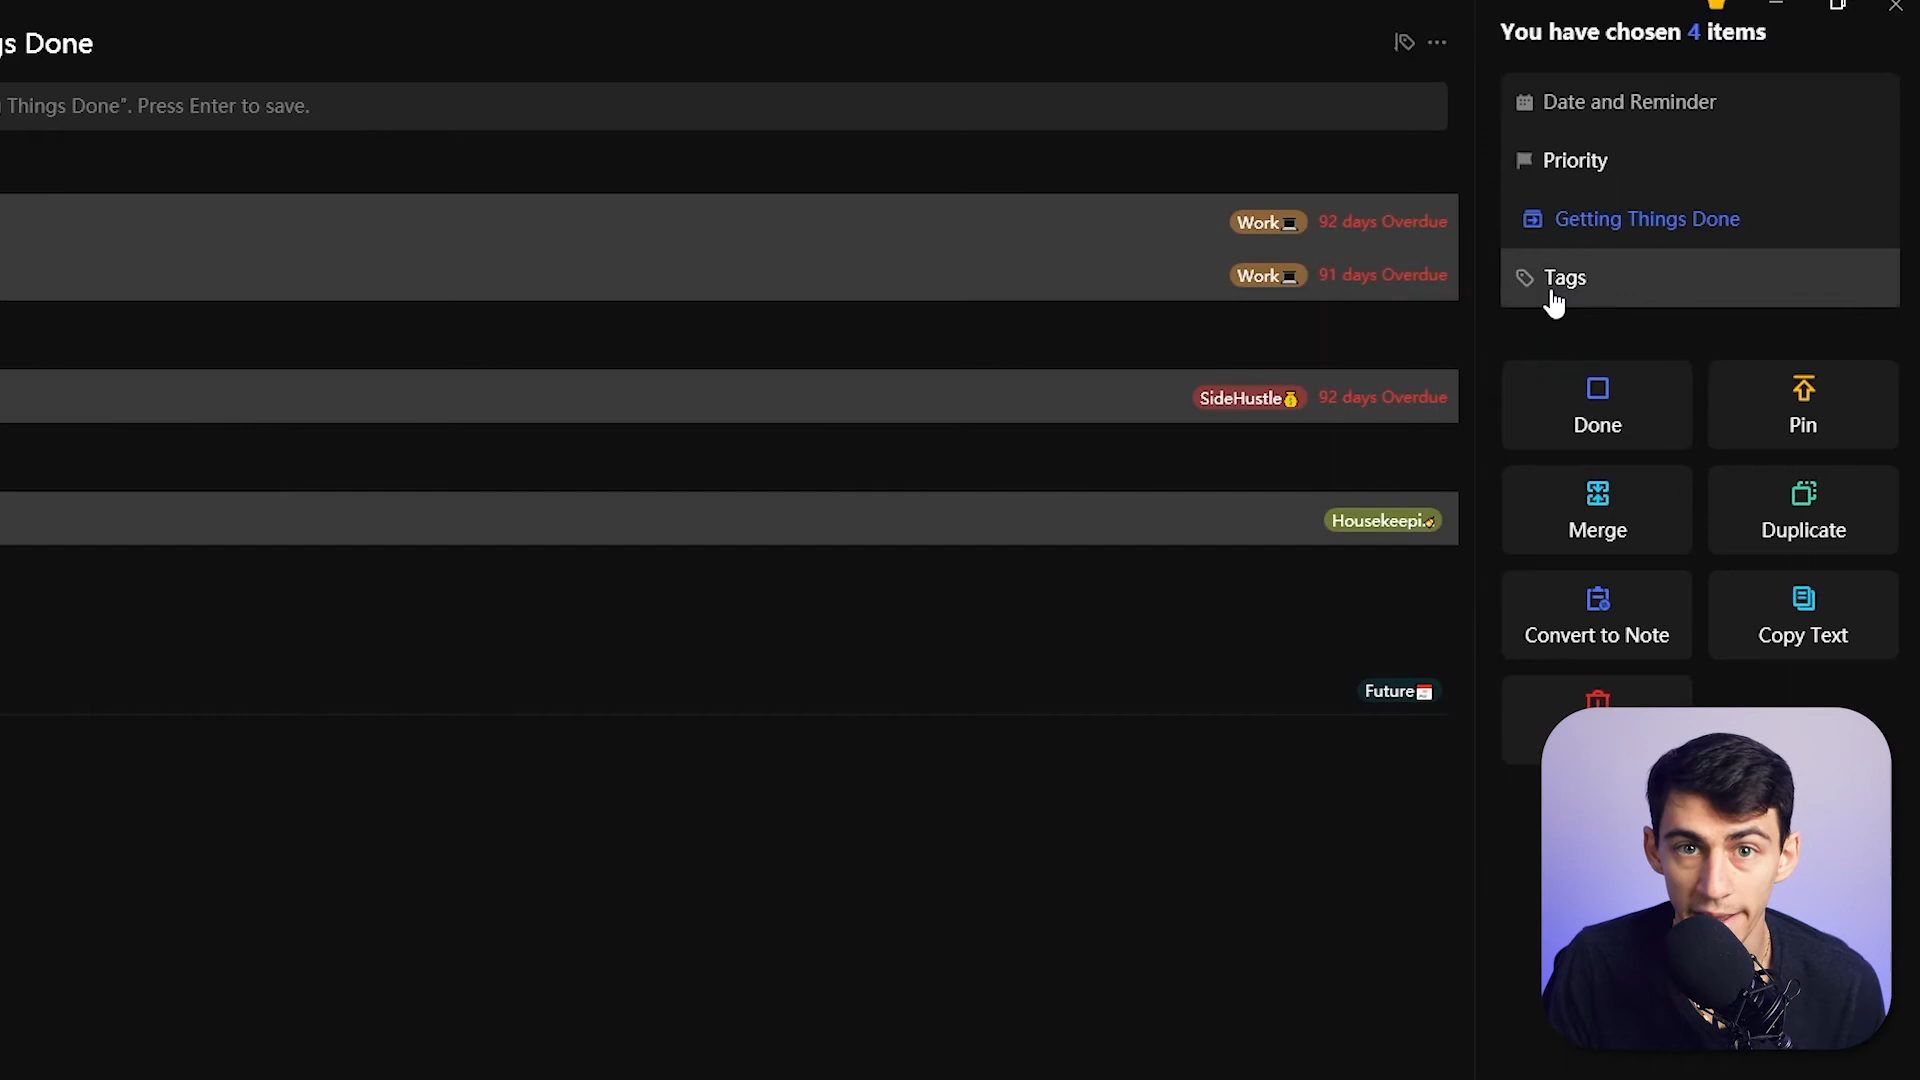 gs Done
You have chosen 4 items
Things Done". Press Enter to save.
Date and Reminder
Priority
Getting Things Done
Tags
Work 92 days Overdue
Work 91 days Overdue
SideHustle 92 days Overdue
Housekeepi..
Future
Done
Pin
Merge
Duplicate
Convert to Note
Copy Text